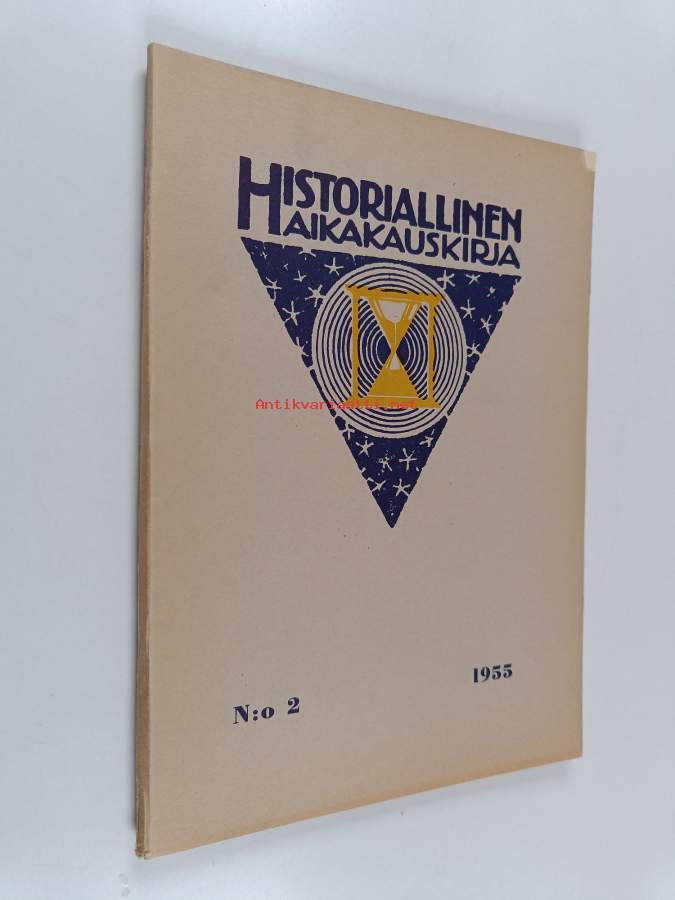 HISTORIALLINEN
AIKAKAUSKIRJA
Antikvariaatti.net
N:o 2
1955